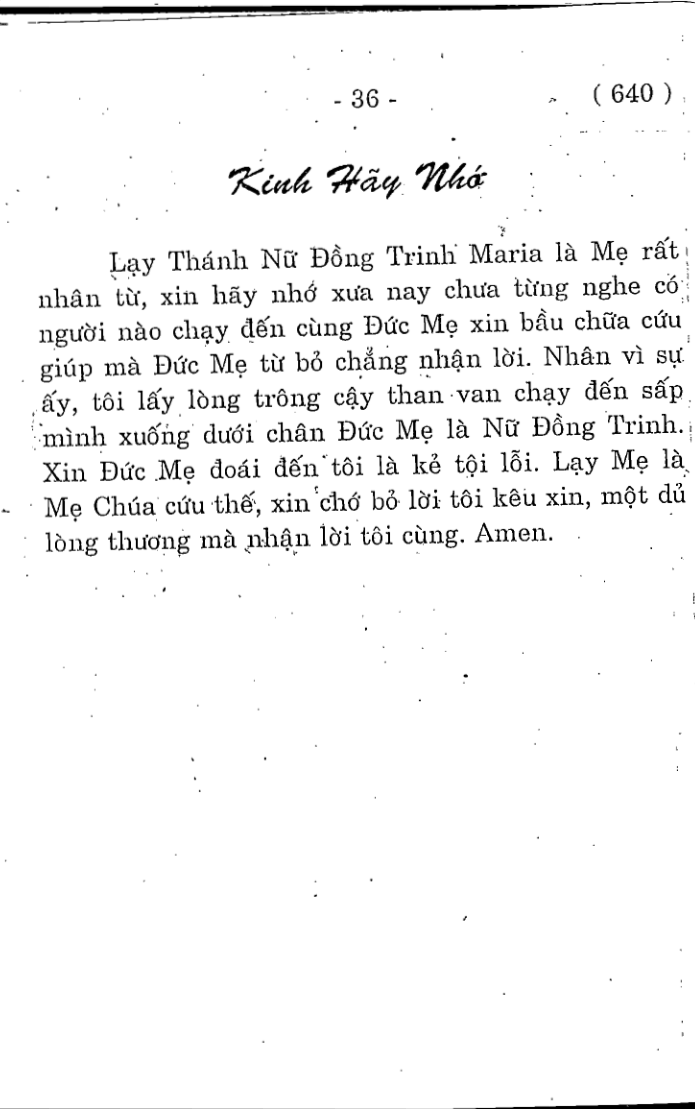 - 36 - ( 640 )
Kinh Hãy Nhớ
Lạy Thánh Nữ Đồng Trinh Maria là Mẹ rất
nhân từ, xin hãy nhớ xưa nay chưa từng nghe có
người nào chạy đến cùng Đức Mẹ xin bầu chữa cứu
giúp mà Đức Mẹ từ bỏ chẳng nhận lời. Nhân vì sự
ấy, tôi lấy lòng trông cậy than van chạy đến sấp
mình xuống dưới chân Đức Mẹ là Nữ Đồng Trinh.
Xin Đức Mẹ đoái đến tôi là kẻ tội lỗi. Lạy Mẹ là
Mẹ Chúa cứu thế, xin chớ bỏ lời tôi kêu xin, một dủ
lòng thương mà nhận lời tôi cùng. Amen.